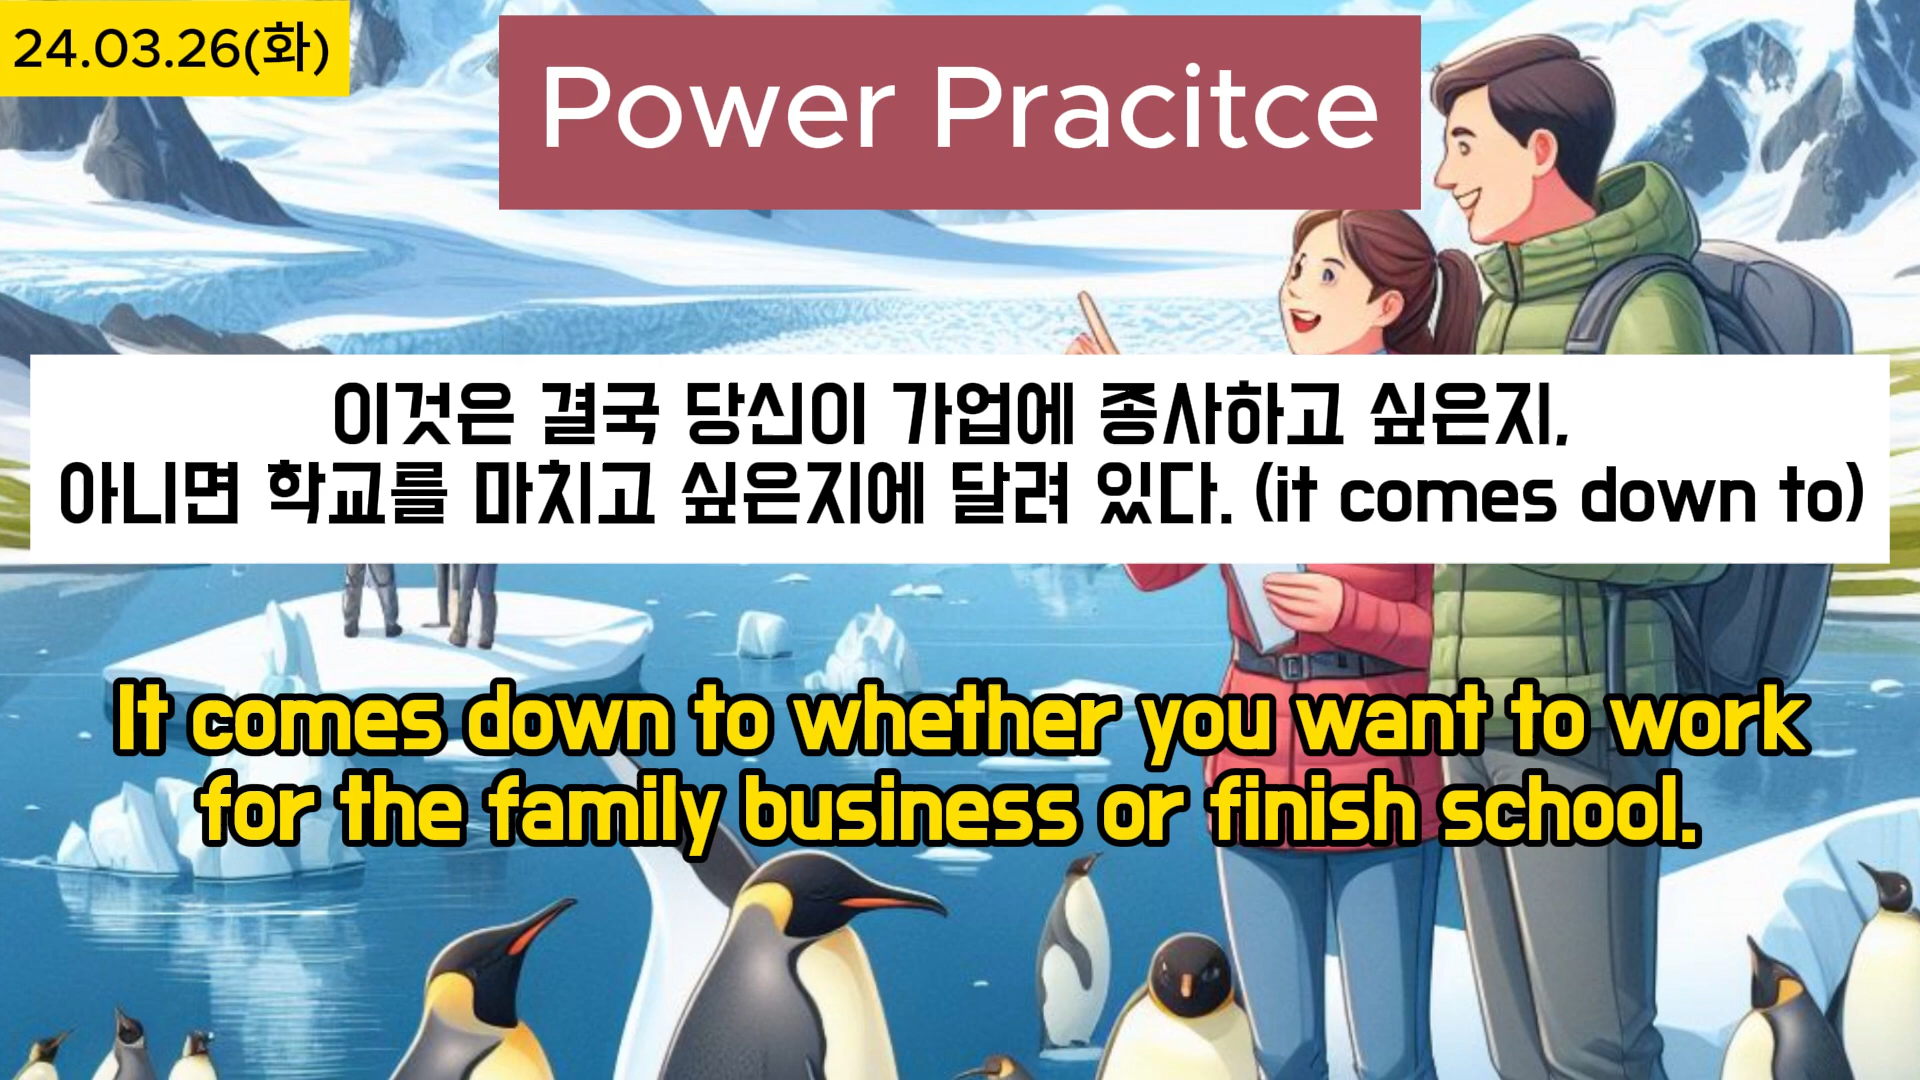 24.03.26(화)
Power Pracitce
이것은 결국 당신이 가업에 종사하고 싶은지,
아니면 학교를 마치고 싶은지에 달려 있다. (it comes down to)
It comes down to whether you want to work
for the family business or finish school.